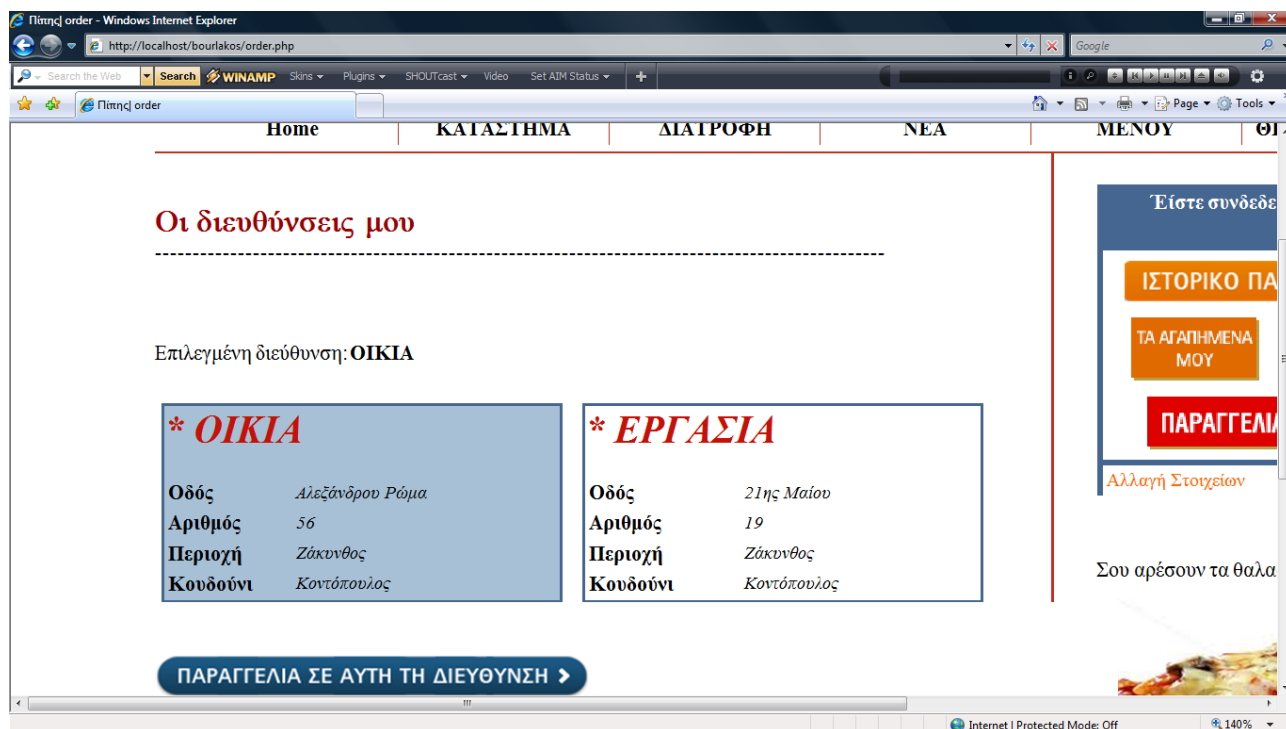 Πίτης| order - Windows Internet Explorer
http://localhost/bourlakos/order.php
Google
Search the Web Search WINAMP Skins Plugins SHOUTcast Video Set AIM Status
Πίτης| order
Page Tools
Home ΚΑΤΑΣΤΗΜΑ ΔΙΑΤΡΟΦΗ ΝΕΑ ΜΕΝΟΥ
Έίστε συνδεδε
Οι διευθύνσεις μου
------------------------------------------------------------------------------------------------
ΙΣΤΟΡΙΚΟ ΠΑ
ΤΑ ΑΓΑΠΗΜΕΝΑ
ΜΟΥ
Επιλεγμένη διεύθυνση: ΟΙΚΙΑ
ΠΑΡΑΓΓΕΛΙΑ
Αλλαγή Στοιχείων
* ΟΙΚΙΑ
Οδός Αλεξάνδρου Ρώμα
Αριθμός 56
Περιοχή Ζάκυνθος
Κουδούνι Κοντόπουλος
* ΕΡΓΑΣΙΑ
Οδός 21ης Μαίου
Αριθμός 19
Περιοχή Ζάκυνθος
Κουδούνι Κοντόπουλος
Σου αρέσουν τα θαλα
ΠΑΡΑΓΓΕΛΙΑ ΣΕ ΑΥΤΗ ΤΗ ΔΙΕΥΘΥΝΣΗ >
Internet | Protected Mode: Off 140%